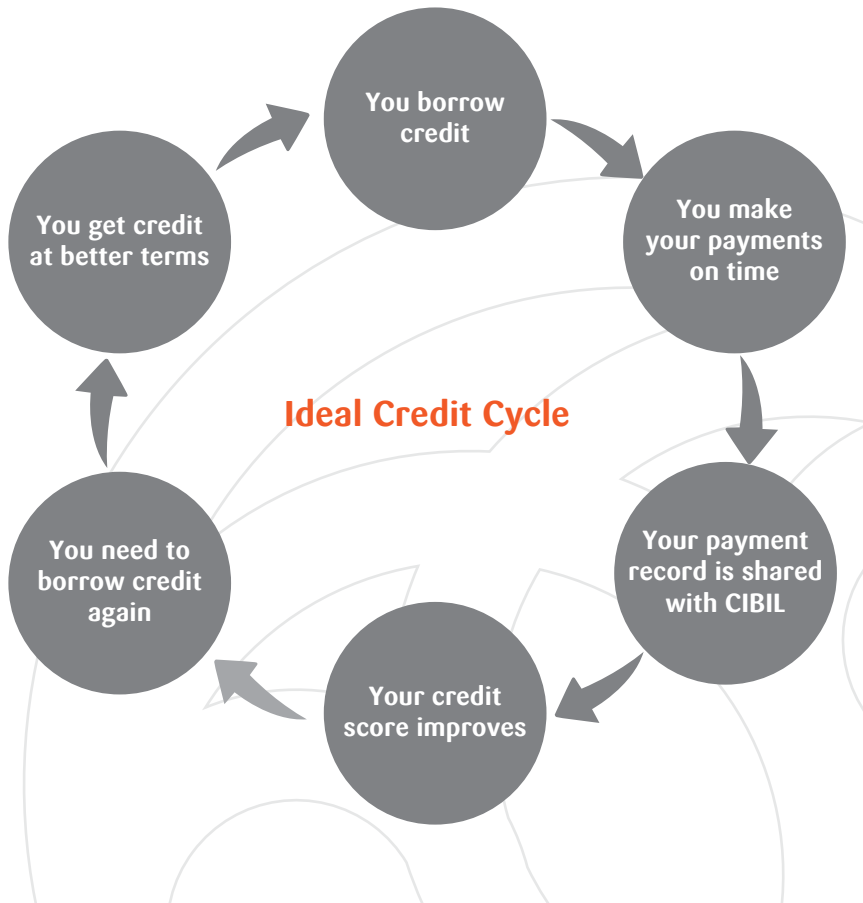 You borrow
credit
You make
your payments
on time
Your payment
record is shared
with CIBIL
Your credit
score improves
You need to
borrow credit
again
You get credit
at better terms
Ideal Credit Cycle